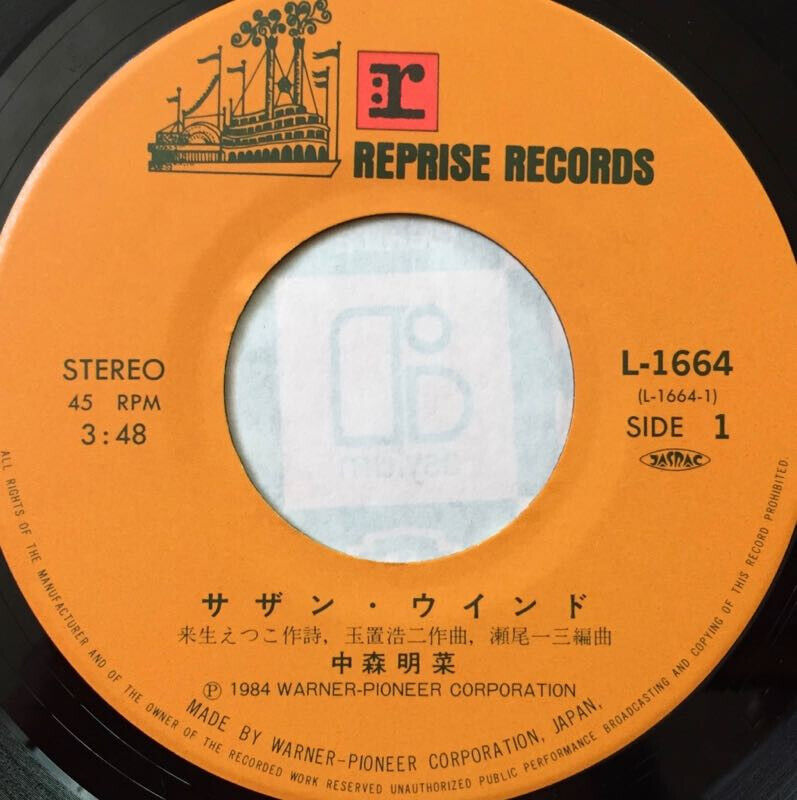 r
REPRISE RECORDS
STEREO
45 RPM
3:48
L-1664
(L-1664-1)
SIDE 1
JASRAC
サザン・ウインド
来生えつこ作詩，玉置浩二作曲，瀬尾一三編曲
中森明菜
Ⓟ 1984 WARNER-PIONEER CORPORATION
MADE BY WARNER-PIONEER CORPORATION, JAPAN,
ALL RIGHTS OF THE MANUFACTURER AND OF THE OWNER OF THE RECORDED WORK RESERVED UNAUTHORIZED PUBLIC PERFORMANCE BROADCASTING AND COPYING OF THIS RECORD PROHIBITED.